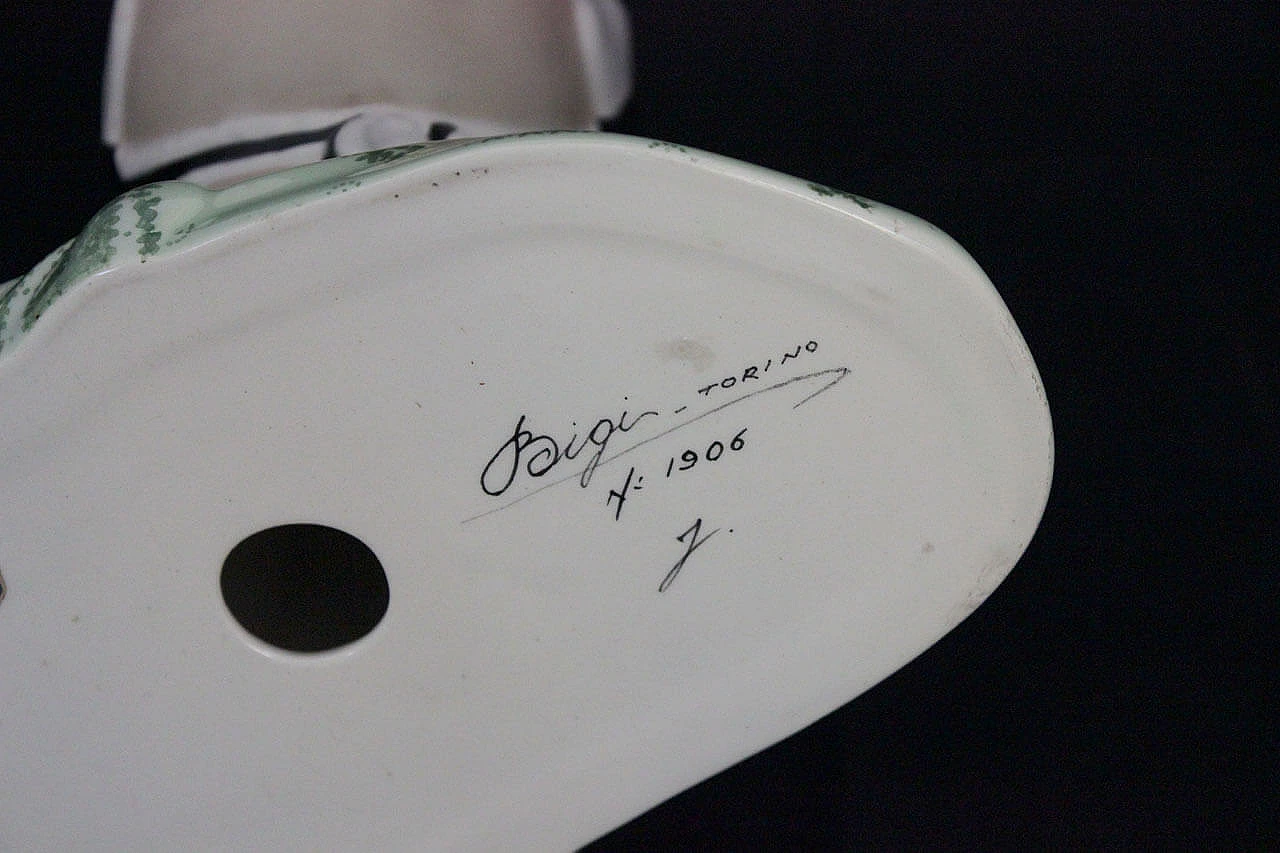 Bigi - TORINO
N: 1906
J.